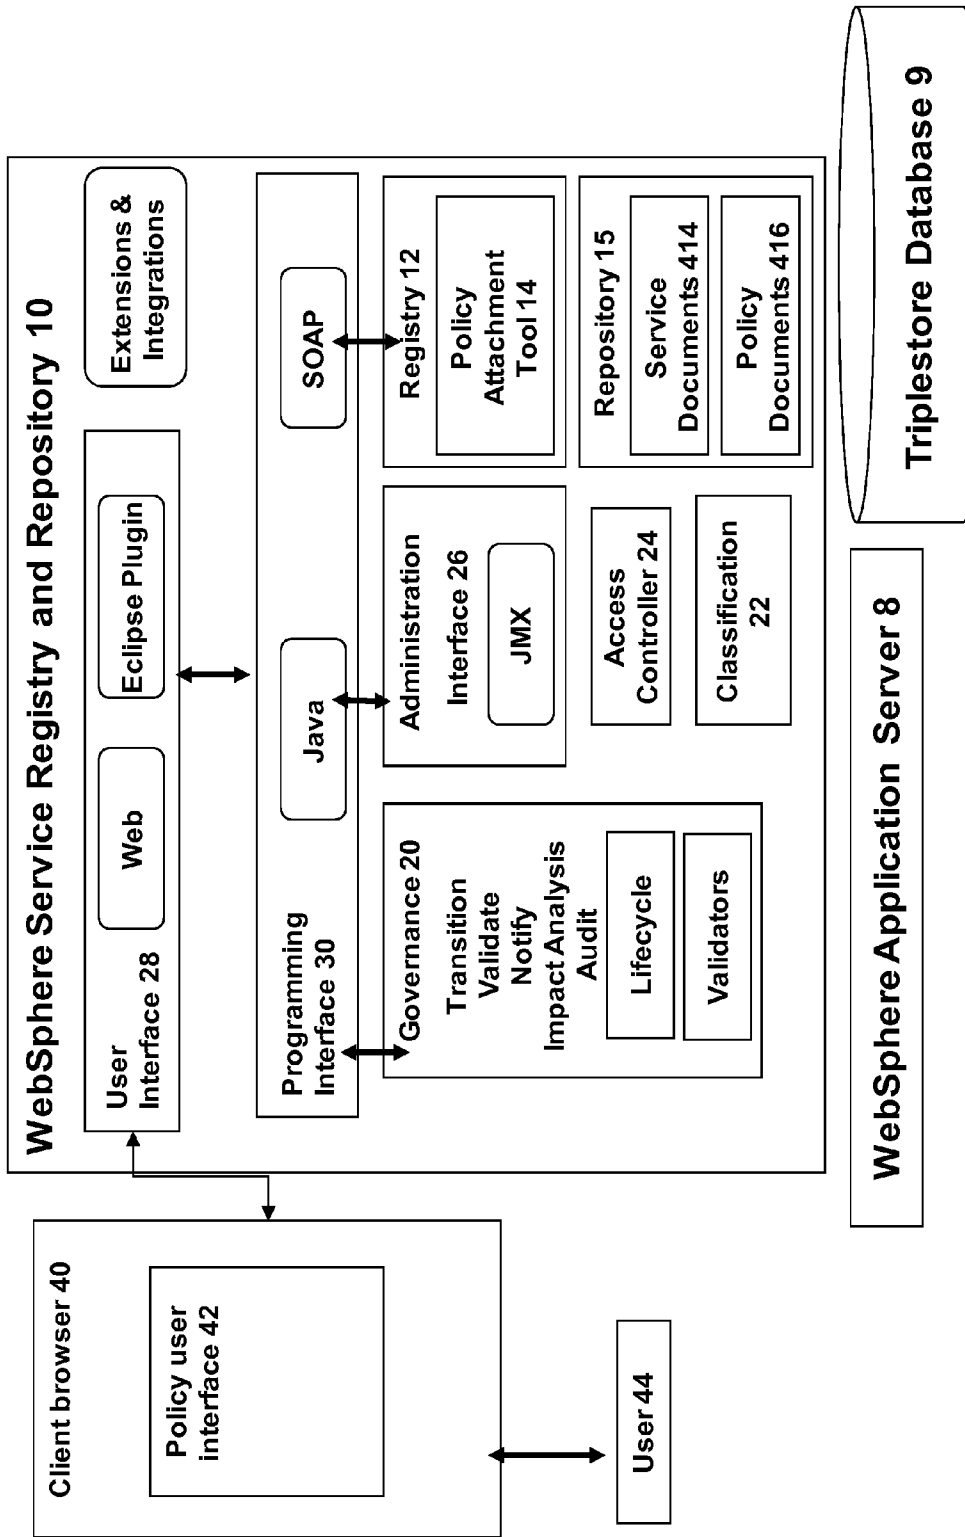 WebSphere Service Registry and Repository 10
Client browser 40
Policy user
interface 42
User 44
User
Interface 28
Web
Eclipse Plugin
Extensions &
Integrations
Programming
Interface 30
Java
SOAP
Governance 20
Transition
Validate
Notify
Impact Analysis
Audit
Lifecycle
Validators
Administration
Interface 26
JMX
Access
Controller 24
Classification
22
Registry 12
Policy
Attachment
Tool 14
Repository 15
Service
Documents 414
Policy
Documents 416
WebSphere Application Server 8
Triplestore Database 9